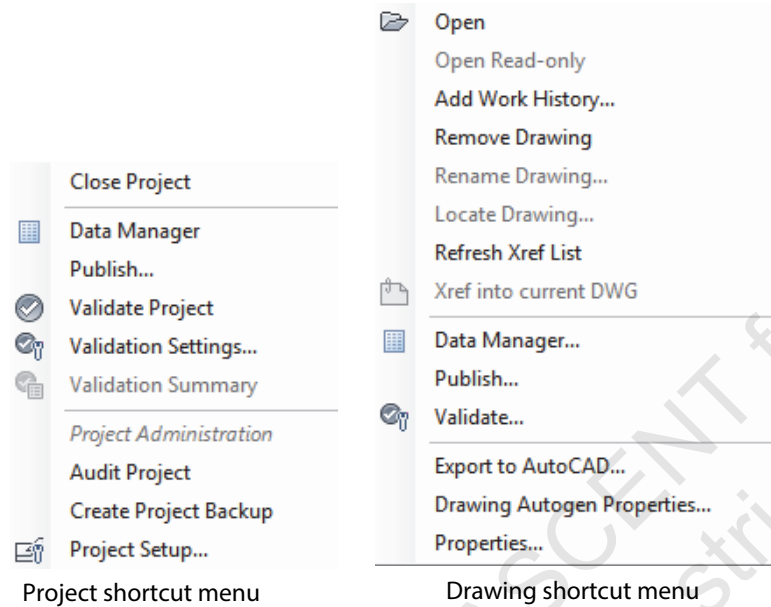 Close Project
Data Manager
Publish...
Validate Project
Validation Settings...
Validation Summary
Project Administration
Audit Project
Create Project Backup
Project Setup...
Project shortcut menu
Open
Open Read-only
Add Work History...
Remove Drawing
Rename Drawing...
Locate Drawing...
Refresh Xref List
Xref into current DWG
Data Manager...
Publish...
Validate...
Export to AutoCAD...
Drawing Autogen Properties...
Properties...
Drawing shortcut menu
ASCENT